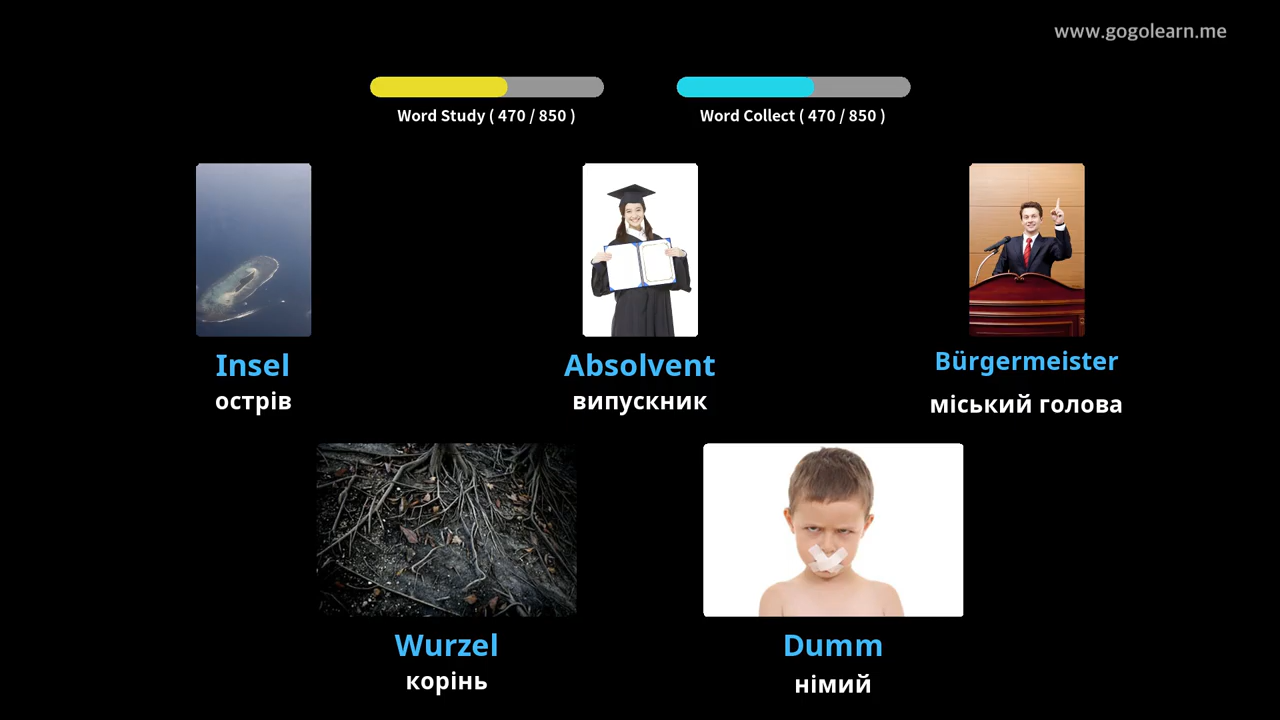 www.gogolearn.me
Word Study ( 470 / 850 )
Word Collect ( 470 / 850 )
Insel
острів
Absolvent
випускник
Bürgermeister
міський голова
Wurzel
корінь
Dumm
німий